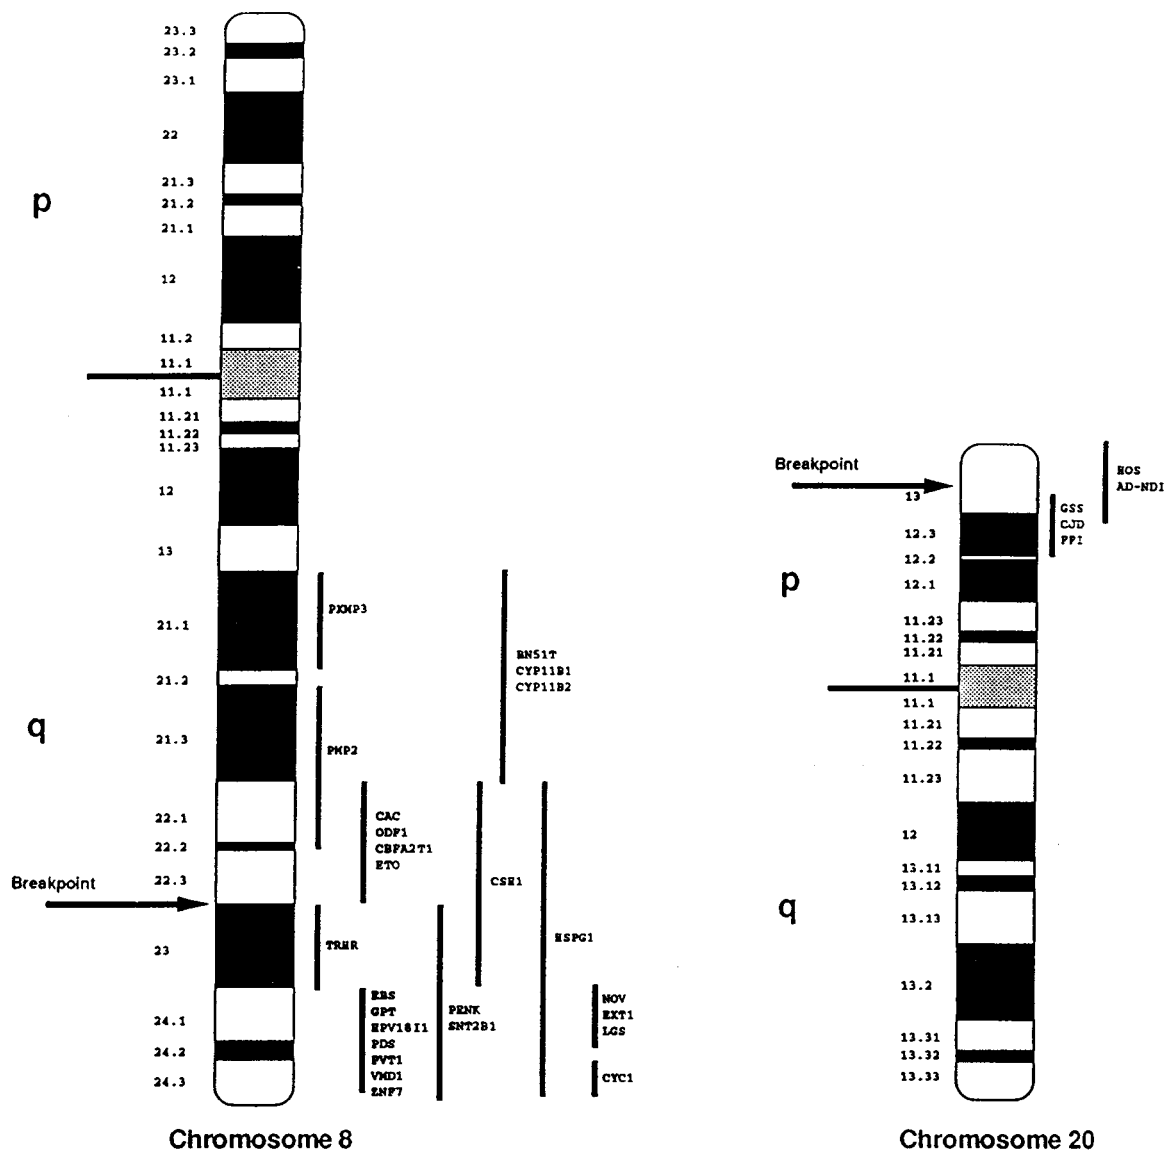 23.3
23.2
23.1
22
21.3
21.2
21.1
p
12
11.2
11.1
11.1
11.21
11.22
11.23
12
13
21.1
21.2
q
21.3
22.1
22.2
22.3
Breakpoint
23
24.1
24.2
24.3
PXMP3
PMP2
CAC
ODF1
CBFA2T1
ETO
TRHR
EBS
GPT
HPV18I1
PDS
PVT1
VMD1
ZNF7
PENK
SNT2B1
CSH1
BN51T
CYP11B1
CYP11B2
HSPG1
NOV
EXT1
LGS
CYC1
Chromosome 8
Breakpoint
13
12.3
12.2
12.1
p
11.23
11.22
11.21
11.1
11.1
11.21
11.22
11.23
12
13.11
13.12
q
13.13
13.2
13.31
13.32
13.33
GSS
CJD
FFI
HOS
AD-NDI
Chromosome 20